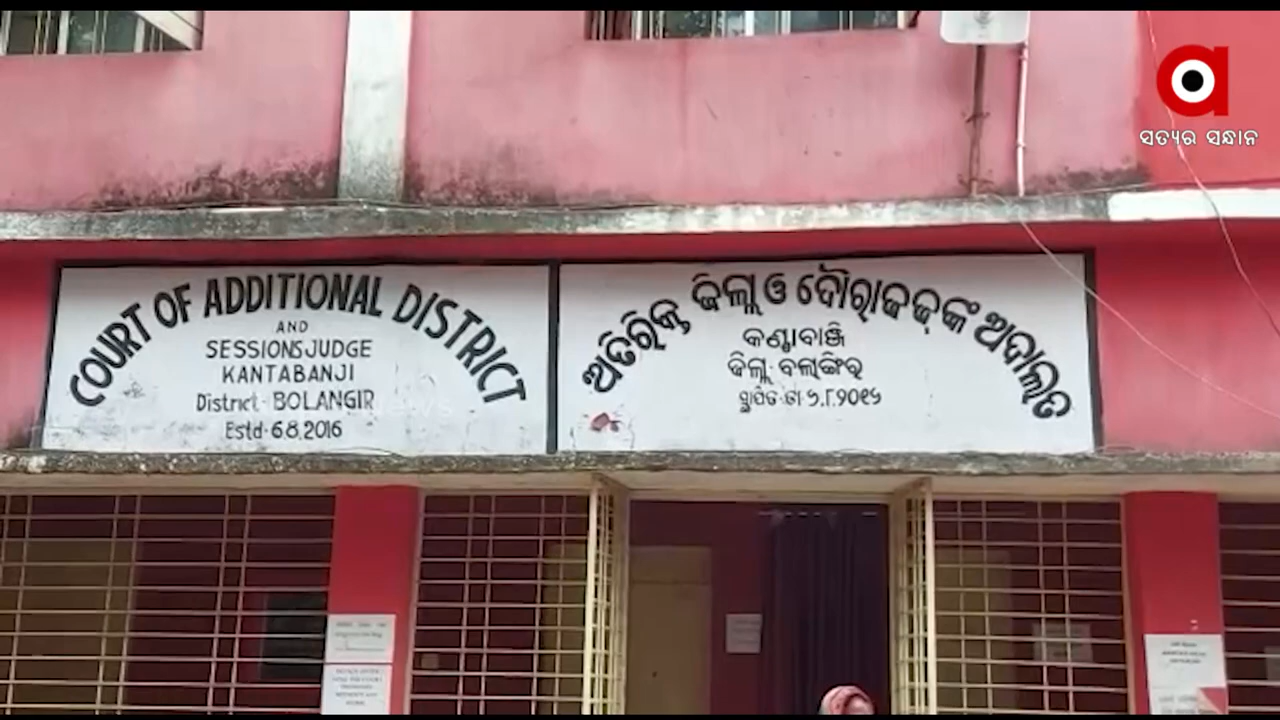 ସତ୍ୟର ସନ୍ଧାନ
COURT OF ADDITIONAL DISTRICT
AND
SESSIONS JUDGE
KANTABANJI
District- BOLANGIR
Estd-6.8.2016
ଅତିରିକ୍ତ ଜିଲ୍ଲା ଓ ଦୌରାଜଜ୍‌ଙ୍କ ଅଦାଲତ
କଣ୍ଟାବାଞ୍ଜି
ଜିଲ୍ଲା- ବଲାଙ୍ଗିର
ସ୍ଥାପିତ-ତା ୬.୮.୨୦୧୬